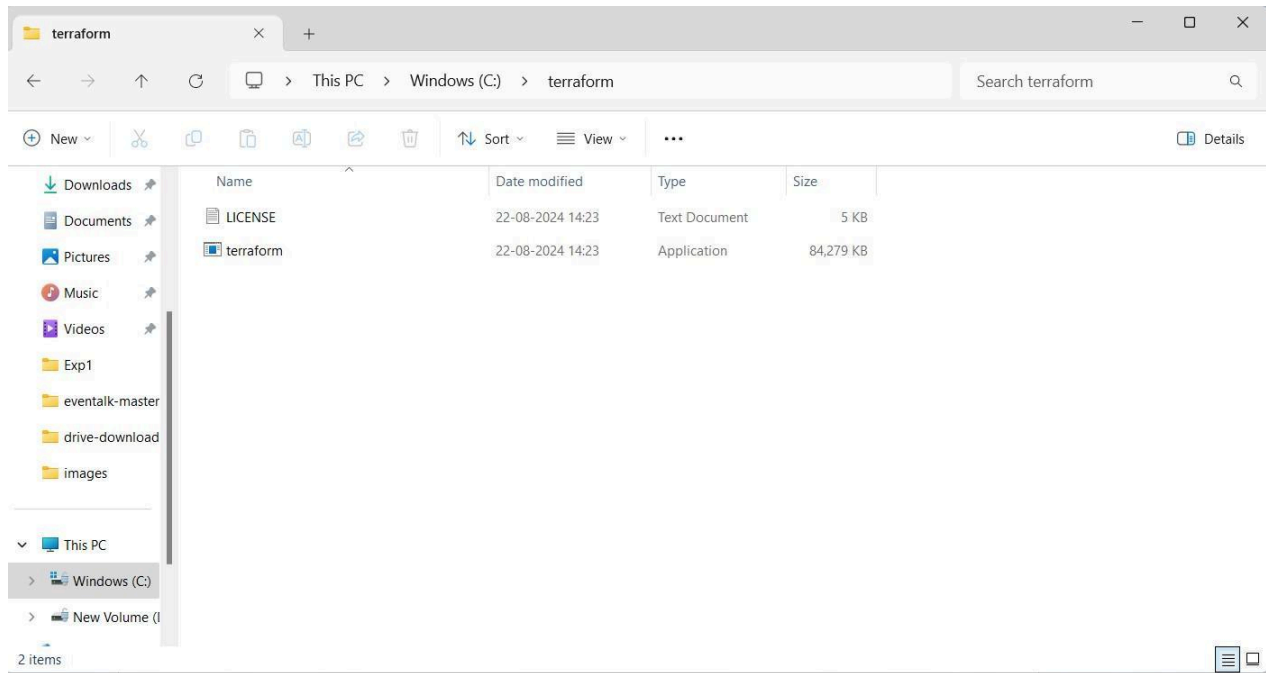 terraform
This PC > Windows (C:) > terraform
Search terraform
New
Sort
View
Details
Downloads
Documents
Pictures
Music
Videos
Exp1
eventalk-master
drive-download
images
This PC
Windows (C:)
New Volume (
Name Date modified Type Size
LICENSE 22-08-2024 14:23 Text Document 5 KB
terraform 22-08-2024 14:23 Application 84,279 KB
2 items